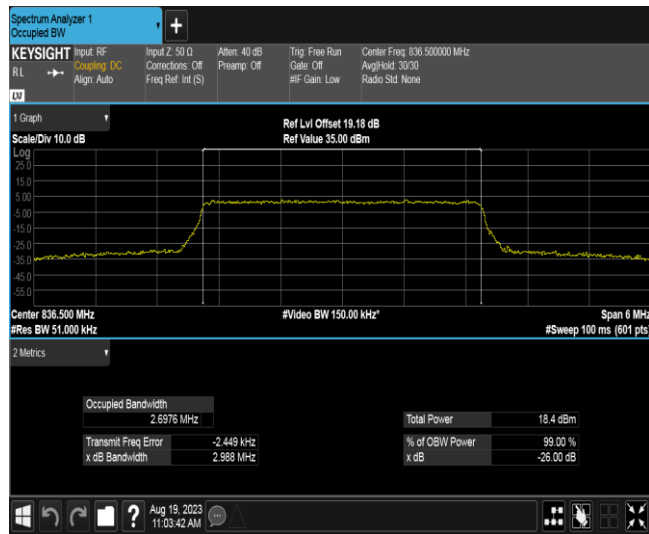 Spectrum Analyzer 1
Occupied BW
+
KEYSIGHT
RL
LXI
Input: RF
Coupling: DC
Align: Auto
Input Z: 50 Ω
Corrections: Off
Freq Ref: Int (S)
Atten: 40 dB
Preamp: Off
Trig: Free Run
Gate: Off
#IF Gain: Low
Center Freq: 836.500000 MHz
Avg|Hold: 30/30
Radio Std: None
1 Graph
Scale/Div 10.0 dB
Ref Lvl Offset 19.18 dB
Ref Value 35.00 dBm
Log
25.0
15.0
5.00
-5.00
-15.0
-25.0
-35.0
-45.0
-55.0
Center 836.500 MHz
#Video BW 150.00 kHz*
Span 6 MHz
#Res BW 51.000 kHz
#Sweep 100 ms (601 pts)
2 Metrics
Occupied Bandwidth
2.6976 MHz
Total Power 18.4 dBm
Transmit Freq Error -2.449 kHz
% of OBW Power 99.00 %
x dB Bandwidth 2.988 MHz
x dB -26.00 dB
?
Aug 19, 2023
11:03:42 AM